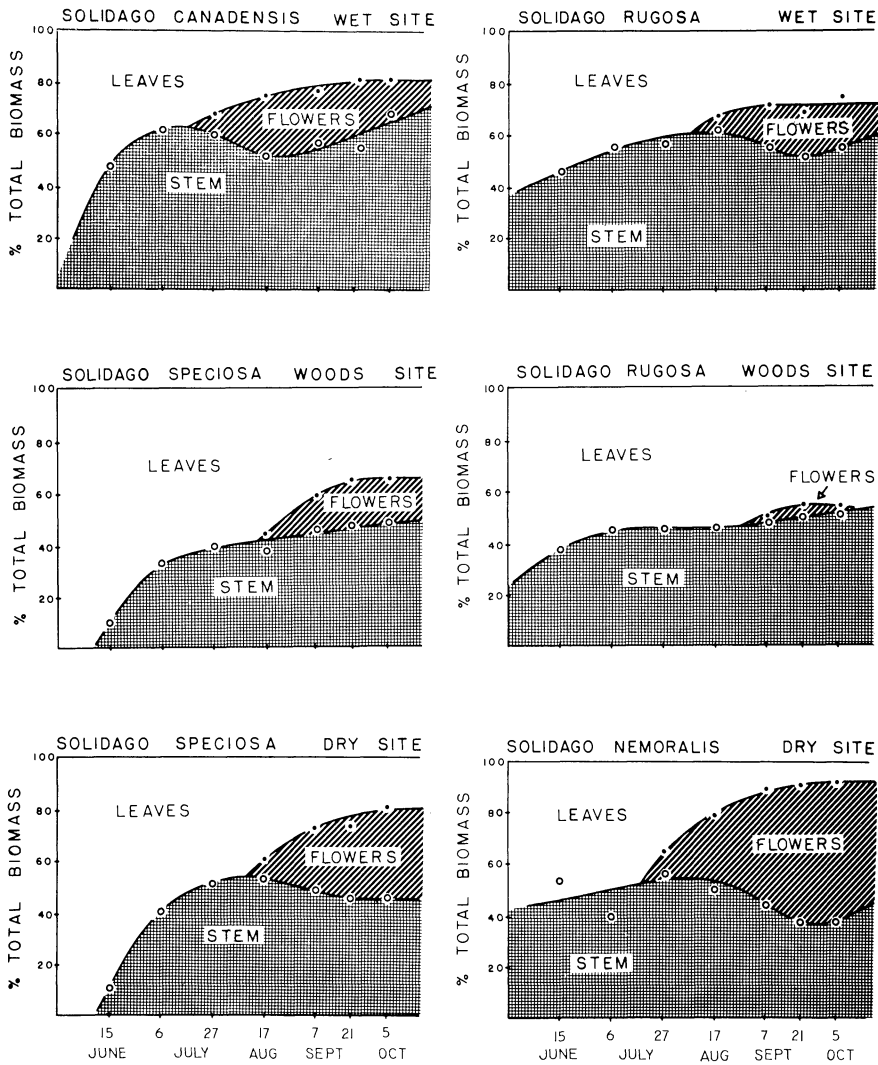 SOLIDAGO CANADENSIS WET SITE
% TOTAL BIOMASS
100
80
60
40
20
LEAVES
FLOWERS
STEM
SOLIDAGO RUGOSA WET SITE
% TOTAL BIOMASS
100
80
60
40
20
LEAVES
FLOWERS
STEM
SOLIDAGO SPECIOSA WOODS SITE
% TOTAL BIOMASS
100
80
60
40
20
LEAVES
FLOWERS
STEM
SOLIDAGO RUGOSA WOODS SITE
% TOTAL BIOMASS
100
80
60
40
20
LEAVES
FLOWERS
STEM
SOLIDAGO SPECIOSA DRY SITE
% TOTAL BIOMASS
100
80
60
40
20
LEAVES
FLOWERS
STEM
15 6 27 17 7 21 5
JUNE JULY AUG SEPT OCT
SOLIDAGO NEMORALIS DRY SITE
% TOTAL BIOMASS
100
80
60
40
20
LEAVES
FLOWERS
STEM
15 6 27 17 7 21 5
JUNE JULY AUG SEPT OCT